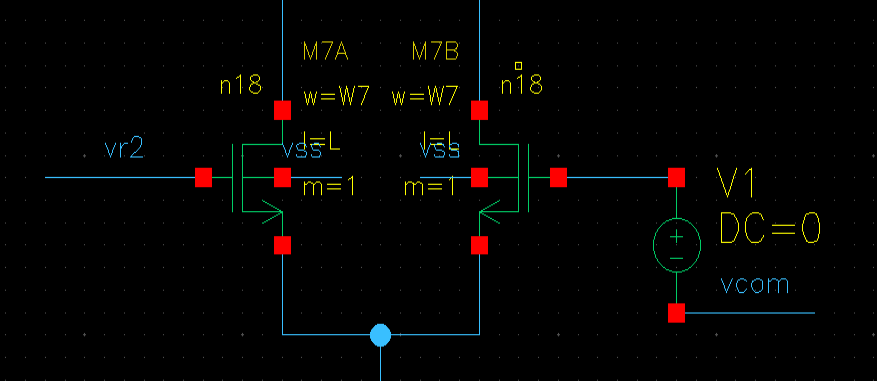 M7A
M7B
n18
n18
w=W7
w=W7
l=L
l=L
vr2
vss
vss
m=1
m=1
V1
DC=0
vcom